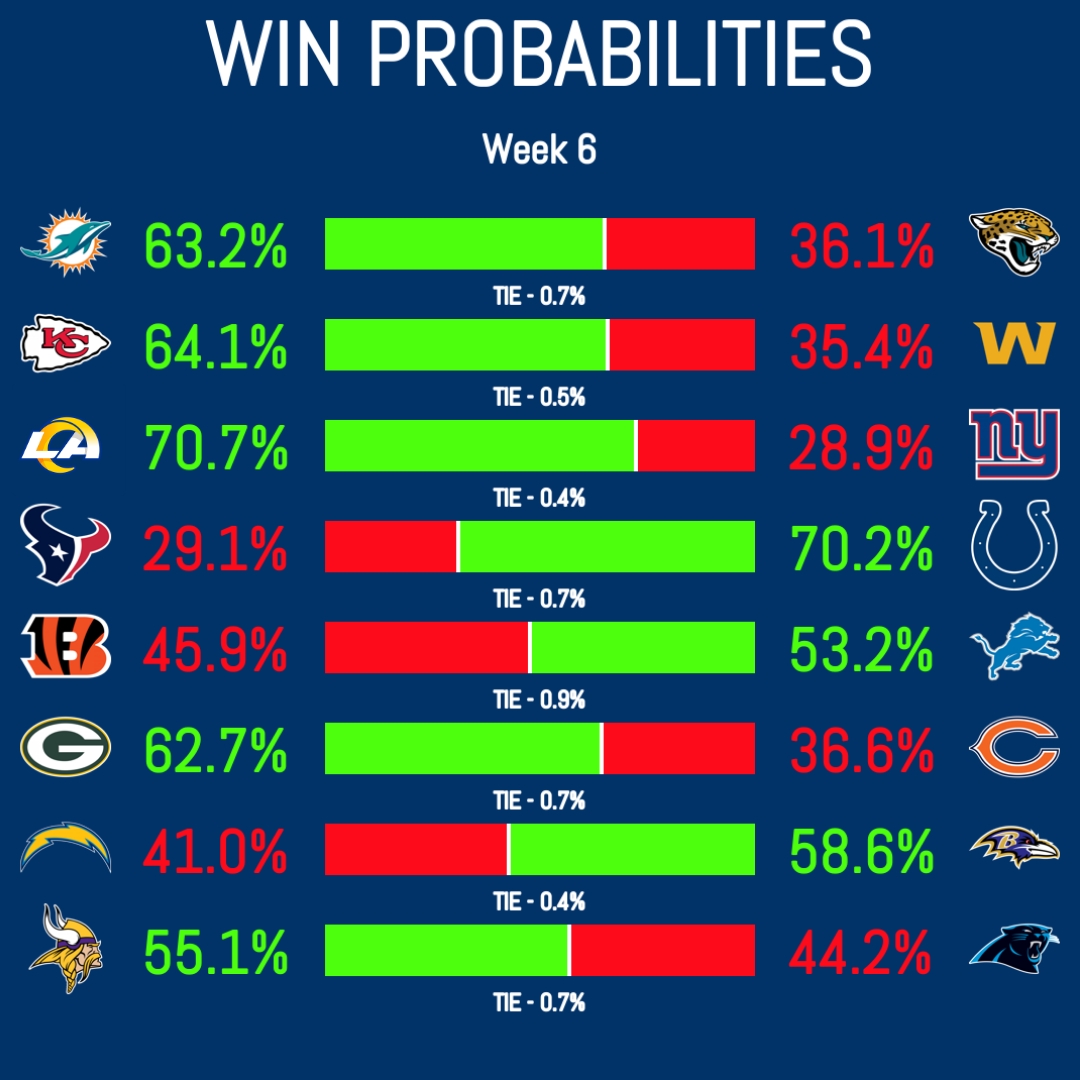 WIN PROBABILITIES
Week 6
63.2% 36.1%
TIE - 0.7%
KC 64.1% 35.4% W
TIE - 0.5%
LA 70.7% 28.9% ny
TIE - 0.4%
29.1% 70.2%
TIE - 0.7%
B 45.9% 53.2%
TIE - 0.9%
G 62.7% 36.6% C
TIE - 0.7%
41.0% 58.6% B
TIE - 0.4%
55.1% 44.2%
TIE - 0.7%